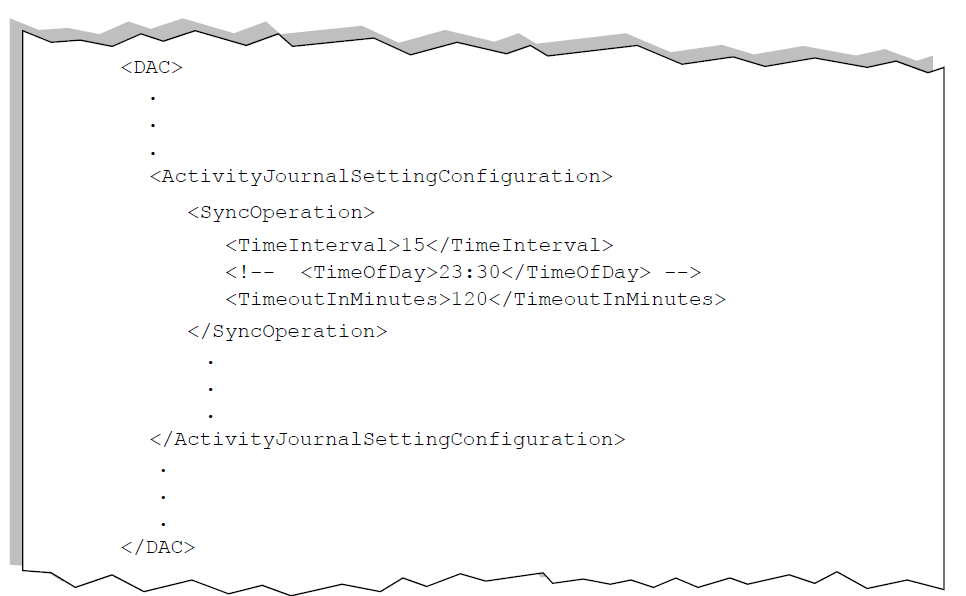 <DAC>
.
.
.
<ActivityJournalSettingConfiguration>
<SyncOperation>
<TimeInterval>15</TimeInterval>
<!--  <TimeOfDay>23:30</TimeOfDay> -->
<TimeoutInMinutes>120</TimeoutInMinutes>
</SyncOperation>
.
.
.
</ActivityJournalSettingConfiguration>
.
.
.
</DAC>